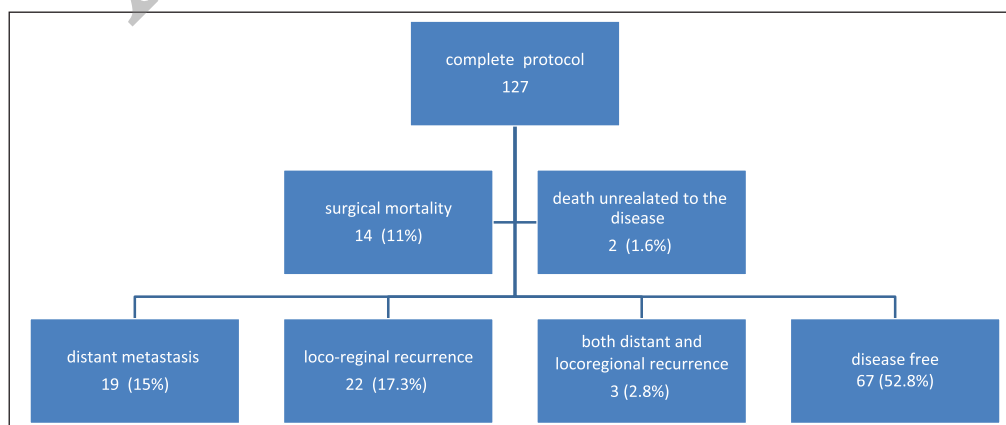 complete protocol
127
surgical mortality
14 (11%)
death unrealated to the
disease
2 (1.6%)
distant metastasis
19 (15%)
loco-reginal recurrence
22 (17.3%)
both distant and
locoregional recurrence
3 (2.8%)
disease free
67 (52.8%)